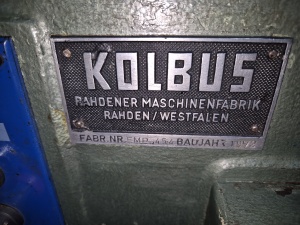 KOLBUS
RAHDENER MASCHINENFABRIK
RAHDEN/WESTFALEN
FABR.NR. BAUJAHR